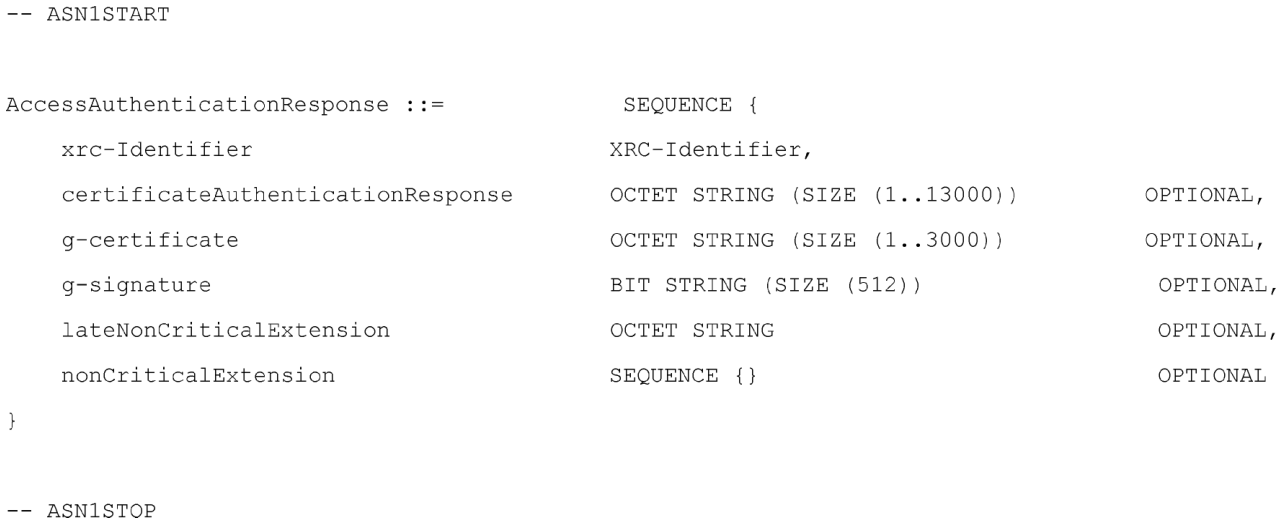 -- ASN1START
AccessAuthenticationResponse ::= SEQUENCE {
xrc-Identifier XRC-Identifier,
certificateAuthenticationResponse OCTET STRING (SIZE (1..13000)) OPTIONAL,
g-certificate OCTET STRING (SIZE (1..3000)) OPTIONAL,
g-signature BIT STRING (SIZE (512)) OPTIONAL,
lateNonCriticalExtension OCTET STRING OPTIONAL,
nonCriticalExtension SEQUENCE {} OPTIONAL
}
-- ASN1STOP